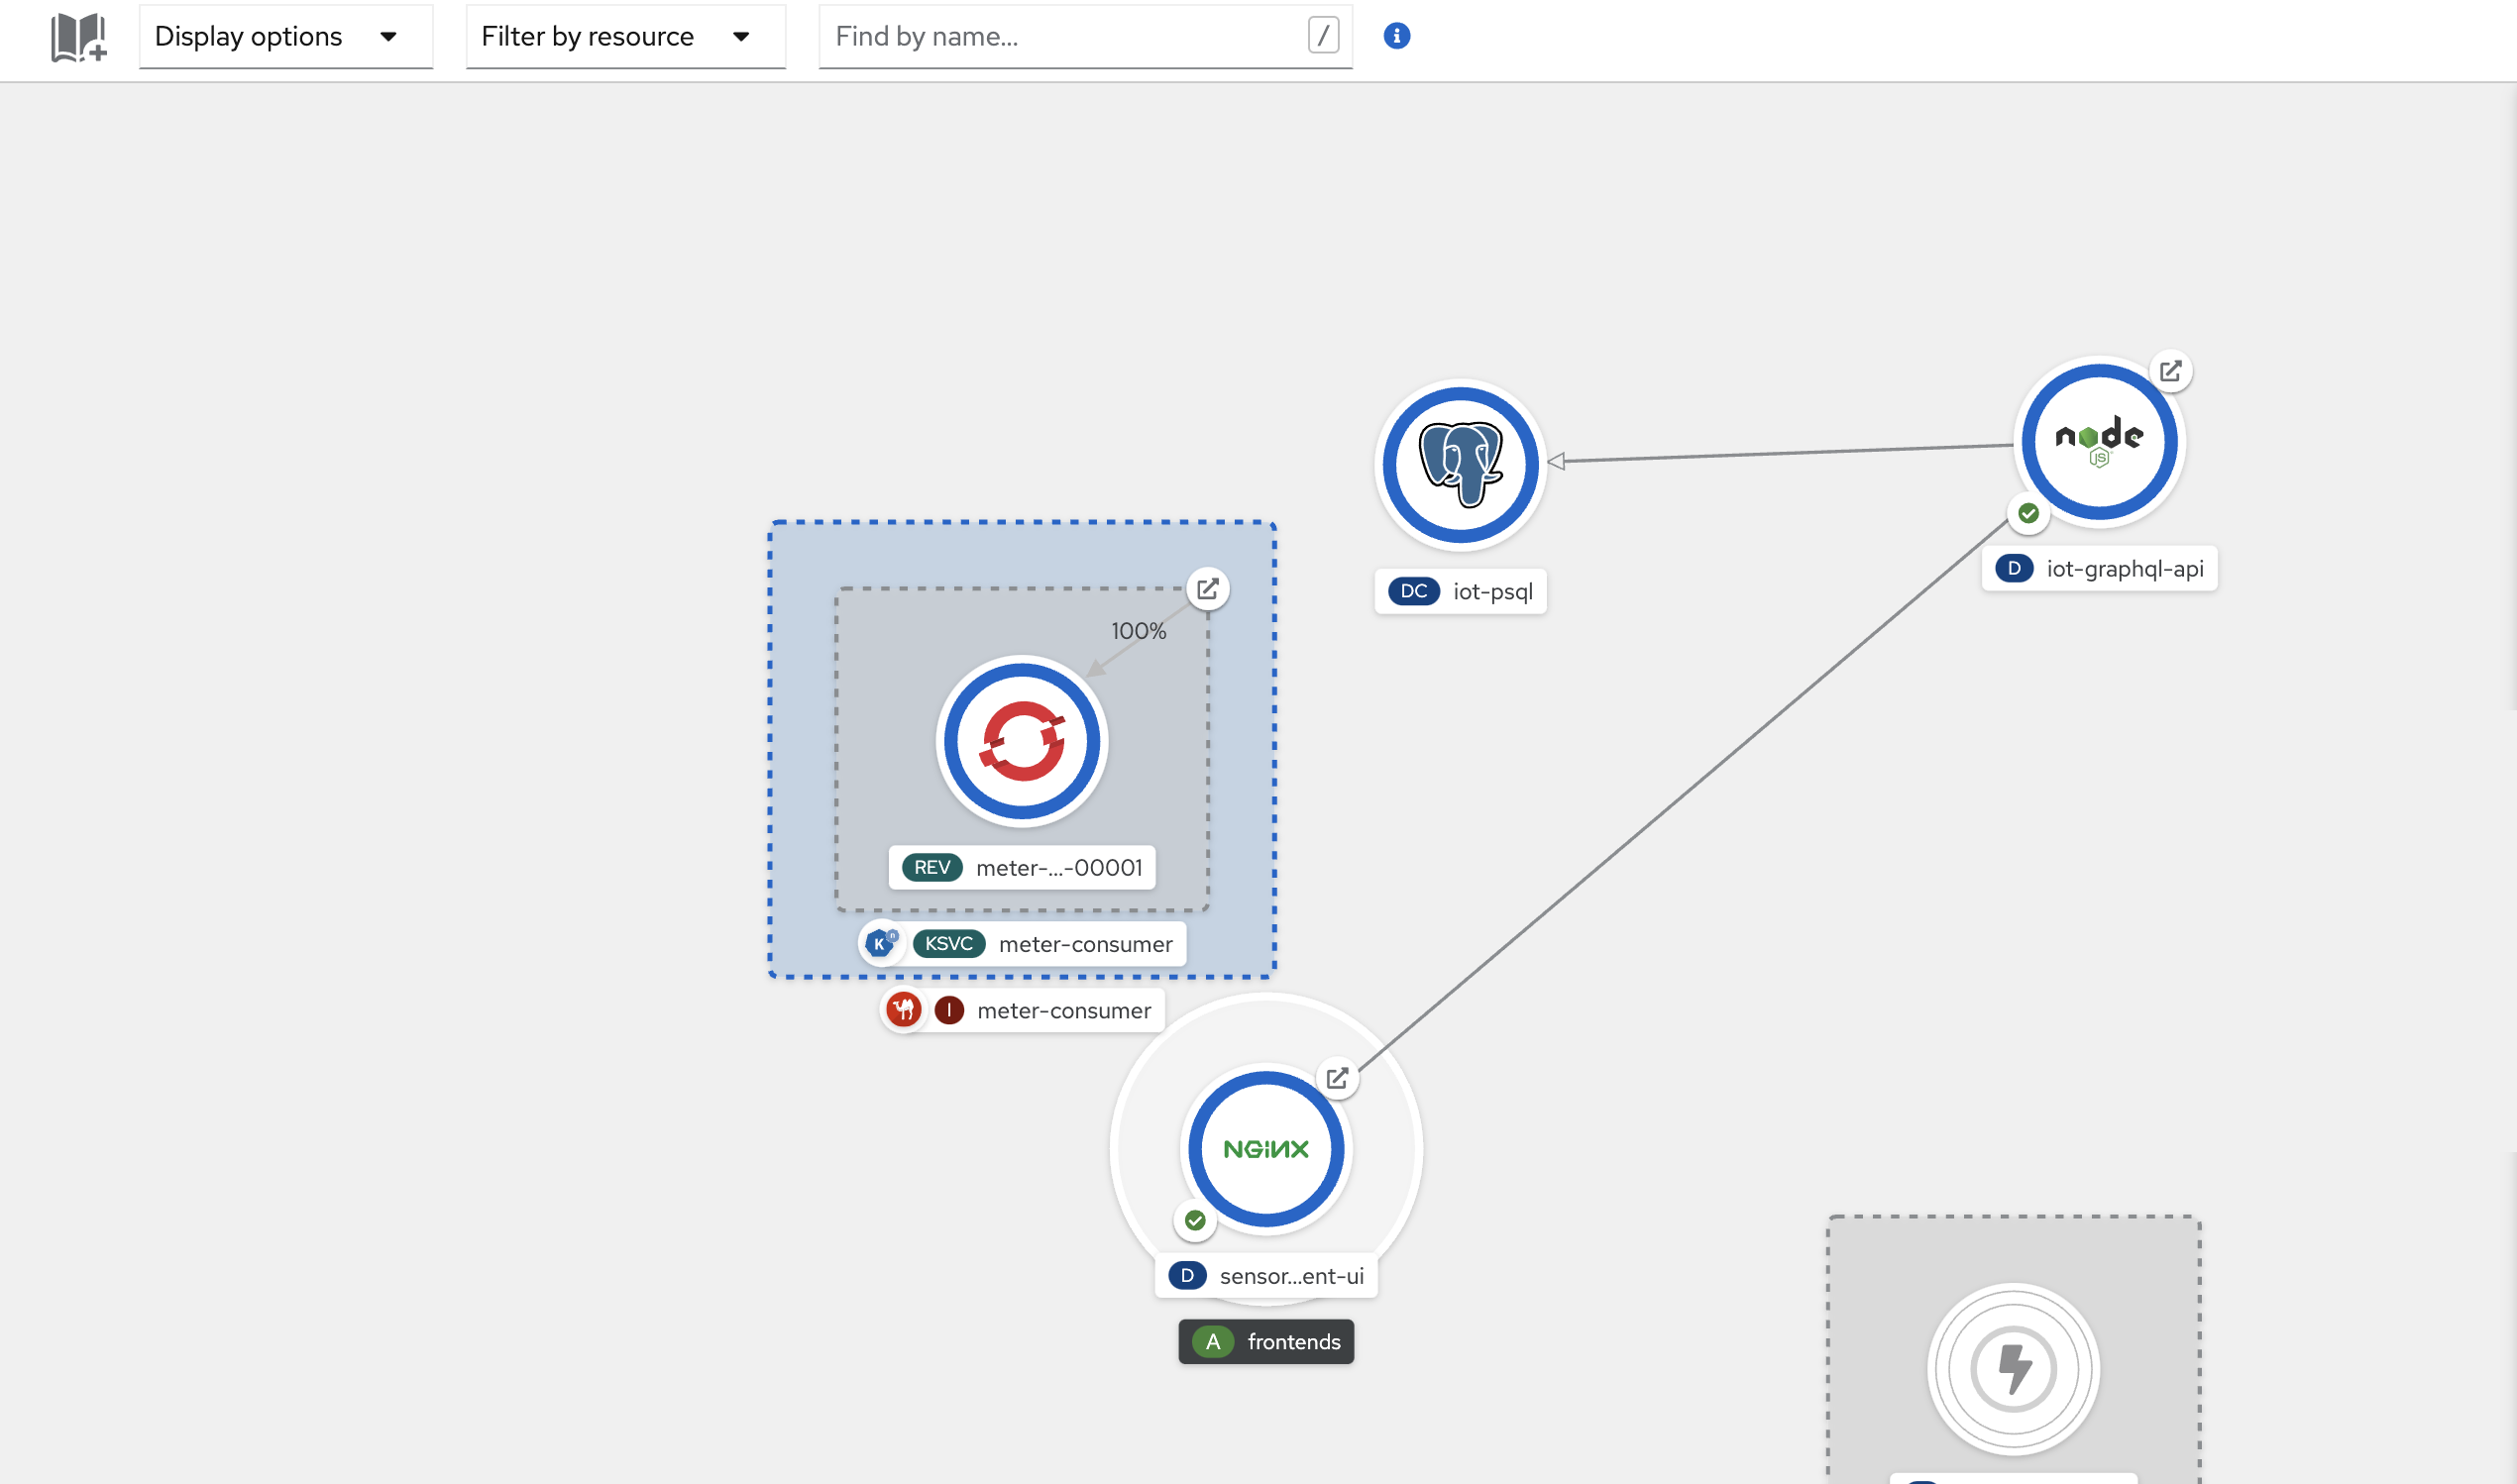 Display options
Filter by resource
Find by name...
/
node
JS
D iot-graphql-api
DC iot-psql
100%
REV meter-...-00001
K n KSVC meter-consumer
I meter-consumer
NGINX
D sensor...ent-ui
A frontends